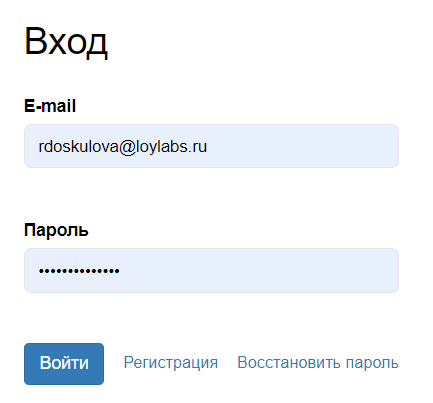 Вход
E-mail
rdoskulova@loylabs.ru
Пароль
••••••••••••••
Войти Регистрация Восстановить пароль